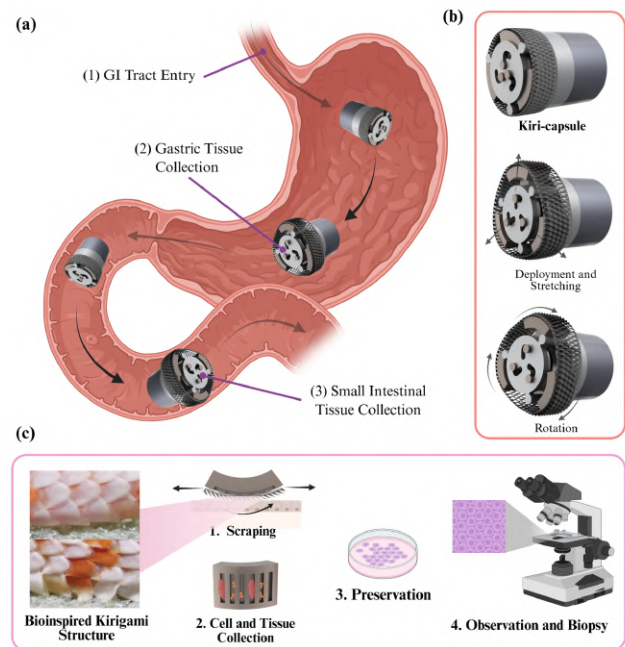 (a)
(1) GI Tract Entry
(2) Gastric Tissue
Collection
(3) Small Intestinal
Tissue Collection
(b)
Kiri-capsule
Deployment and
Stretching
Rotation
(c)
Bioinspired Kirigami
Structure
1. Scraping
2. Cell and Tissue
Collection
3. Preservation
4. Observation and Biopsy